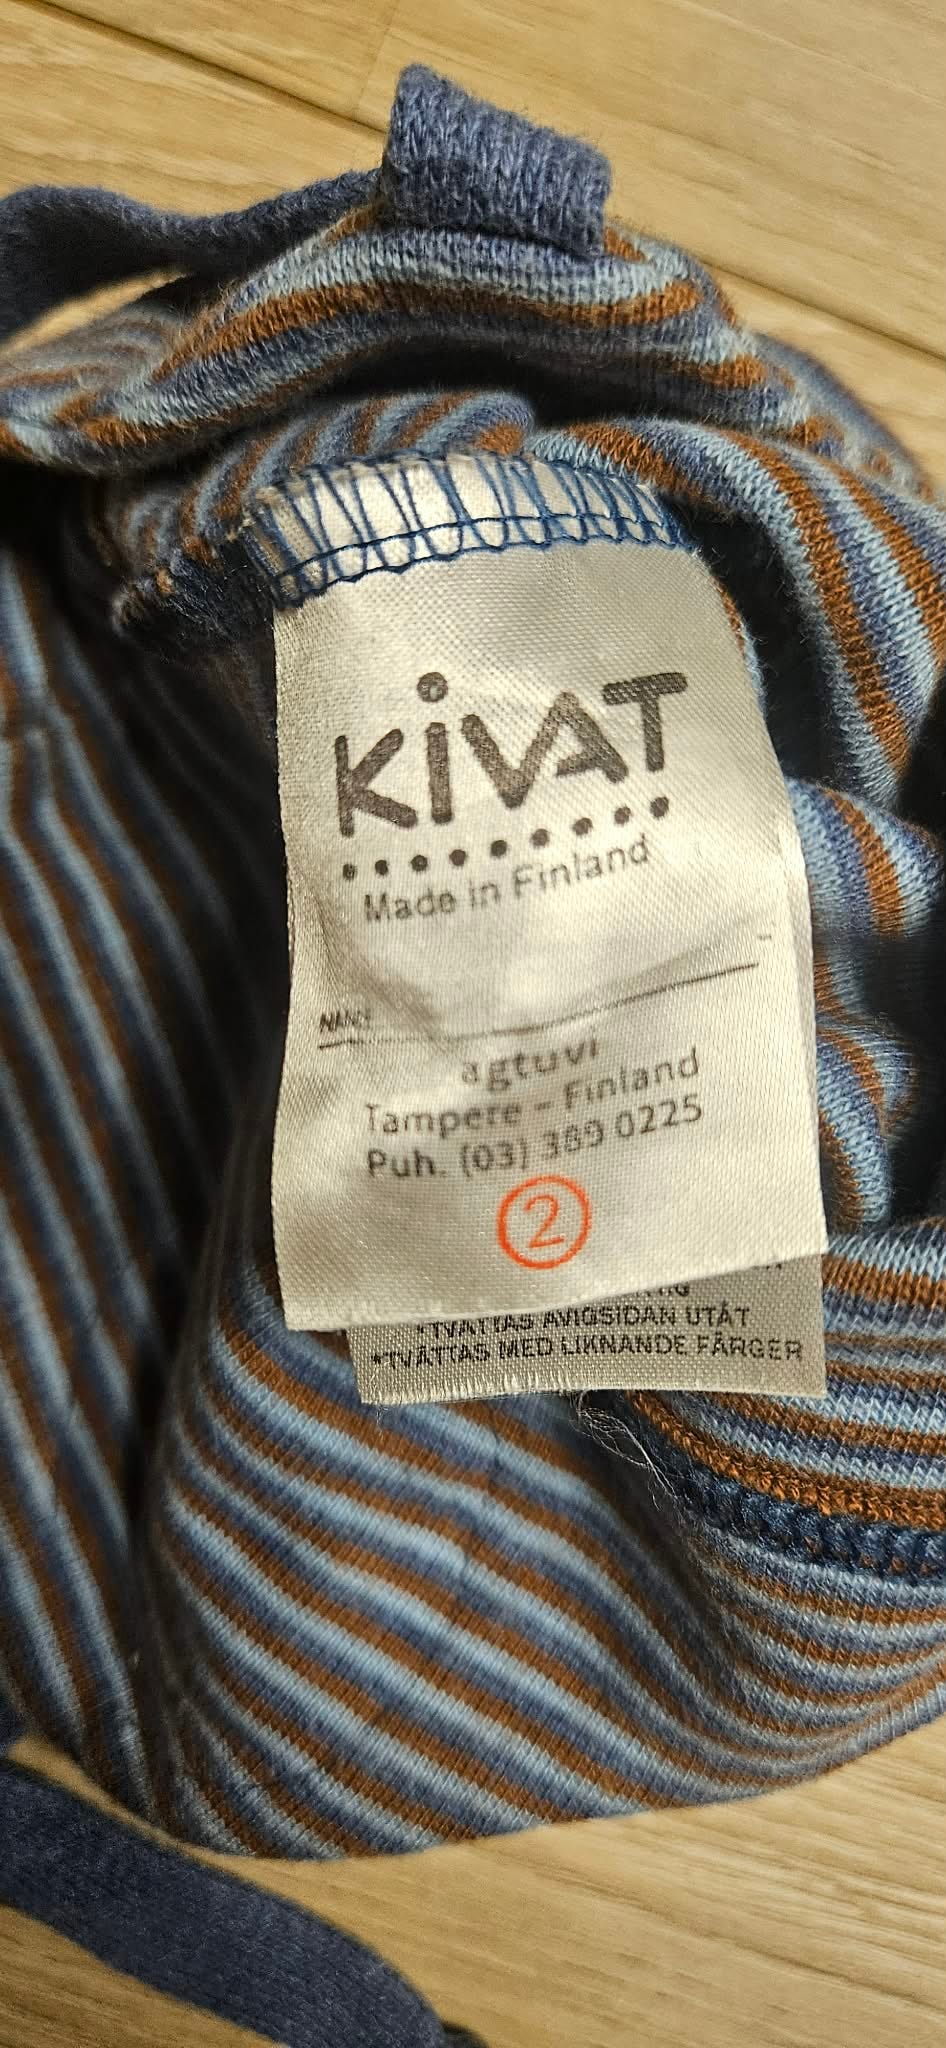 KiVAT
Made in Finland
NAME
agtuvi
Tampere – Finland
Puh. (03) 389 0225
2
*TVÄTTAS AVIGSIDAN UTÅT
*TVÄTTAS MED LIKNANDE FÄRGER